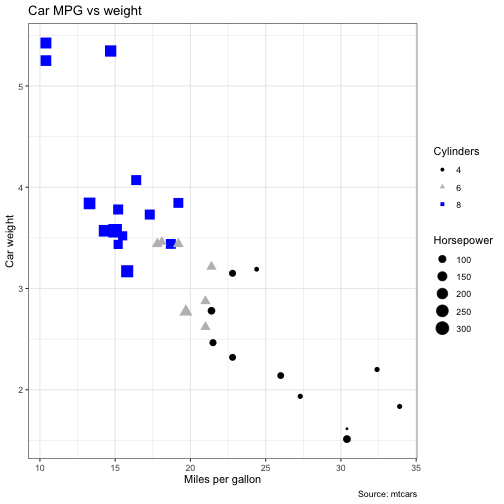 Car MPG vs weight
Car weight
5
4
3
2
10 15 20 25 30 35
Miles per gallon
Cylinders
4
6
8
Horsepower
100
150
200
250
300
Source: mtcars